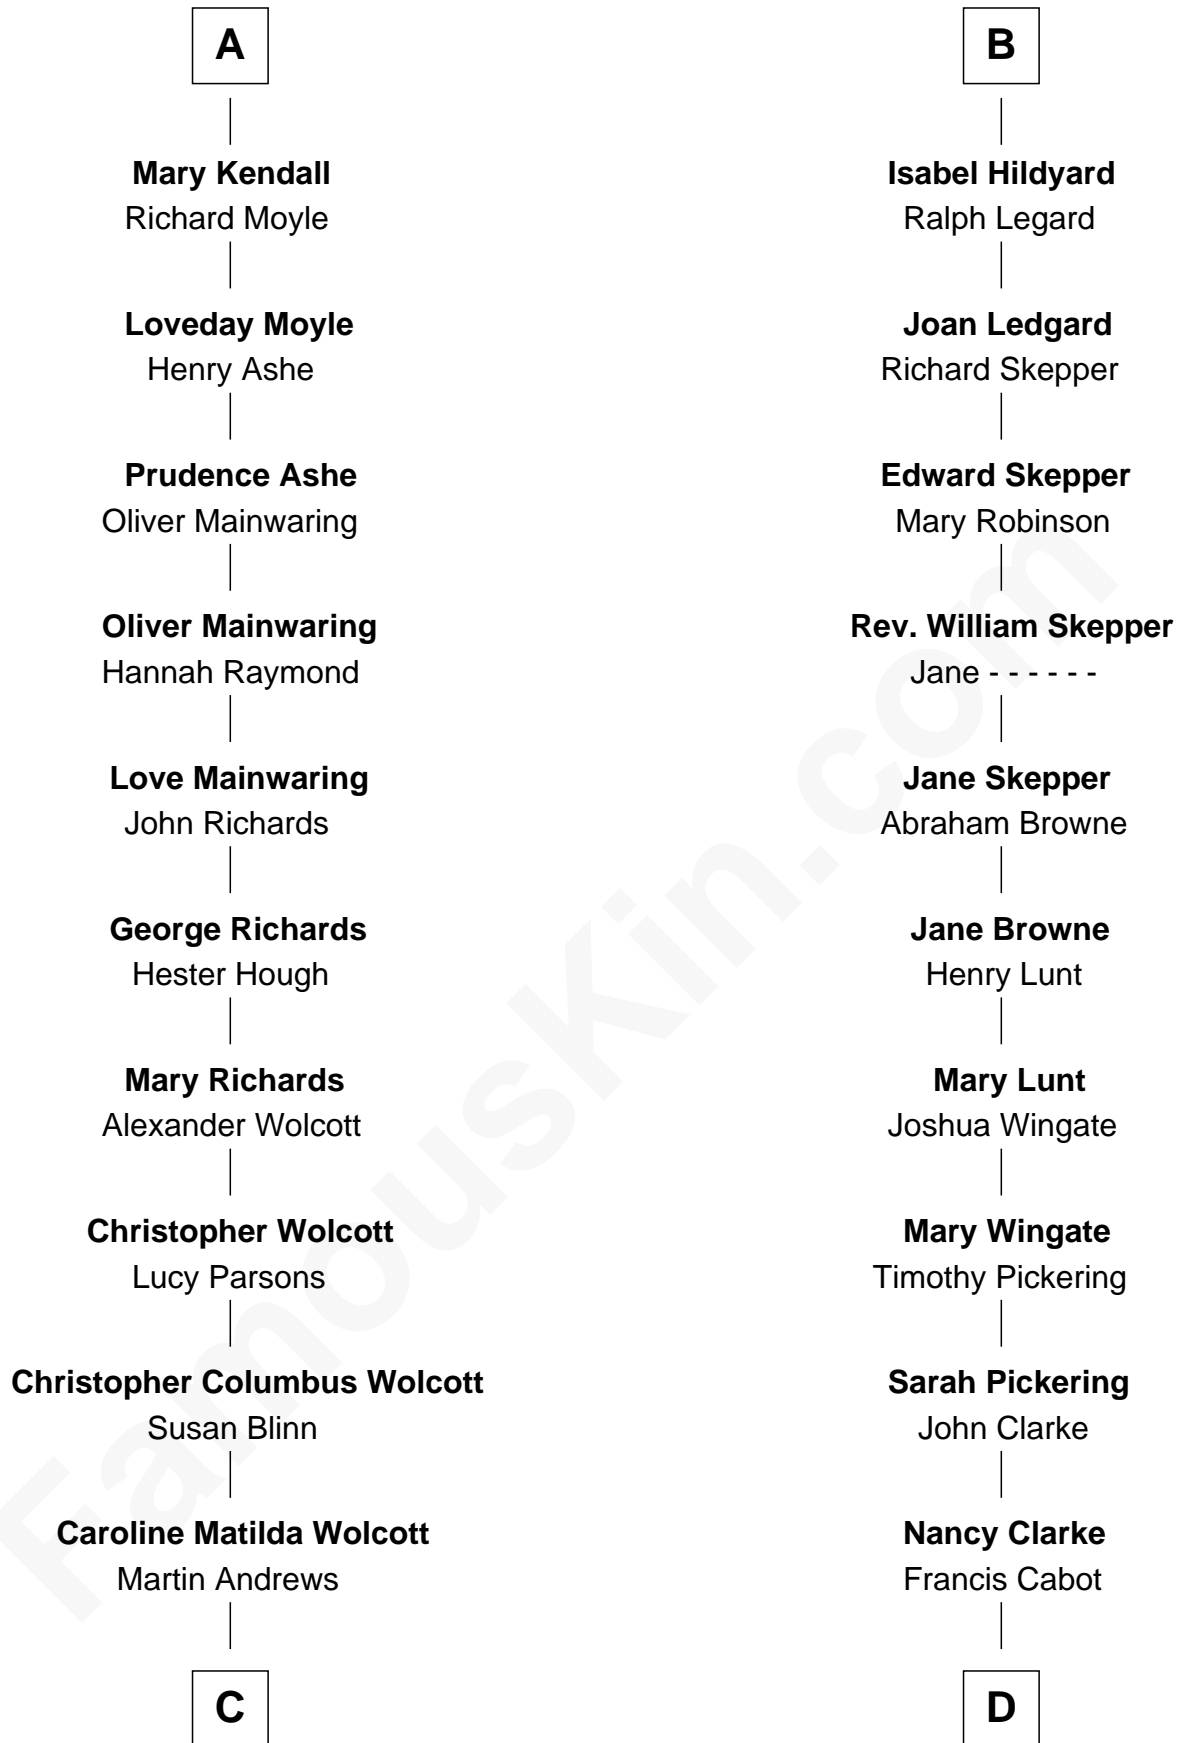 A
Mary Kendall
Richard Moyle
Loveday Moyle
Henry Ashe
Prudence Ashe
Oliver Mainwaring
Oliver Mainwaring
Hannah Raymond
Love Mainwaring
John Richards
George Richards
Hester Hough
Mary Richards
Alexander Wolcott
Christopher Wolcott
Lucy Parsons
Christopher Columbus Wolcott
Susan Blinn
Caroline Matilda Wolcott
Martin Andrews
C
B
Isabel Hildyard
Ralph Legard
Joan Ledgard
Richard Skepper
Edward Skepper
Mary Robinson
Rev. William Skepper
Jane - - - - - -
Jane Skepper
Abraham Browne
Jane Browne
Henry Lunt
Mary Lunt
Joshua Wingate
Mary Wingate
Timothy Pickering
Sarah Pickering
John Clarke
Nancy Clarke
Francis Cabot
D
FamousKin.com